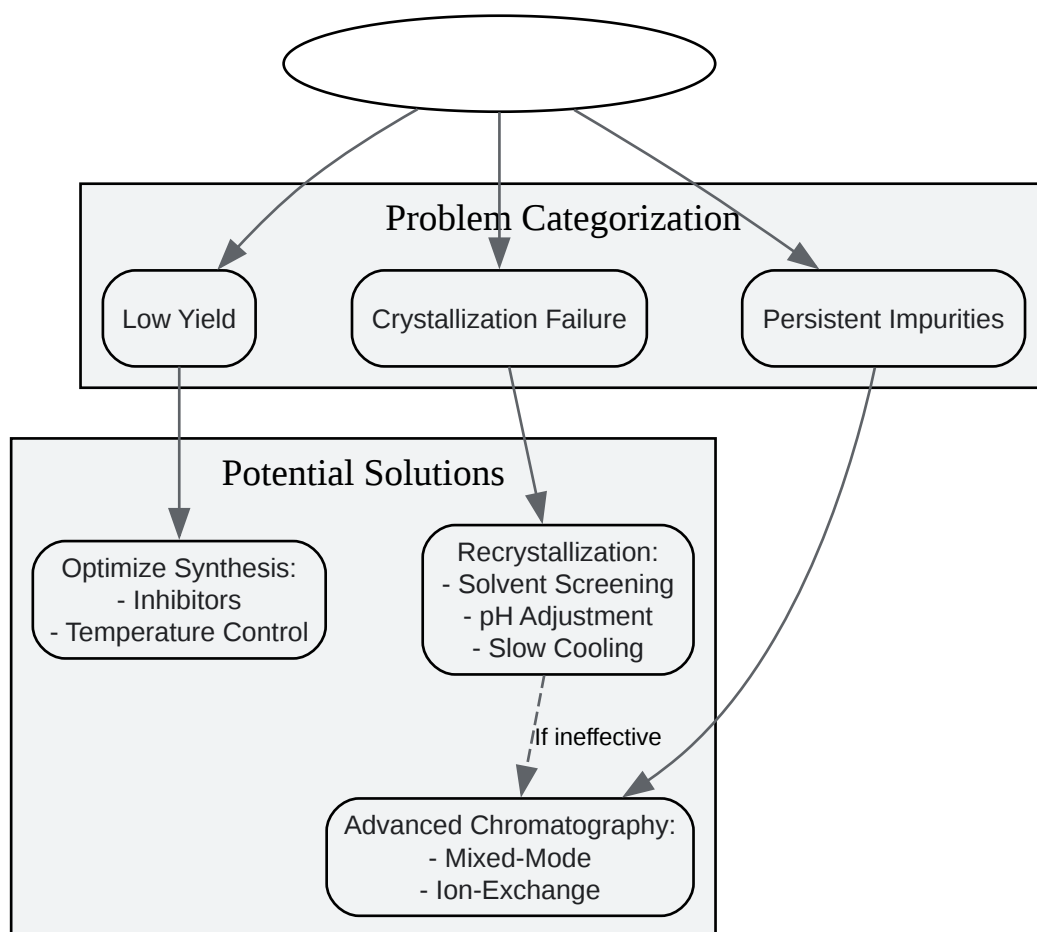 Problem Categorization
Low Yield
Crystallization Failure
Persistent Impurities
Potential Solutions
Optimize Synthesis:
- Inhibitors
- Temperature Control
Recrystallization:
- Solvent Screening
- pH Adjustment
- Slow Cooling
If ineffective
Advanced Chromatography:
- Mixed-Mode
- Ion-Exchange